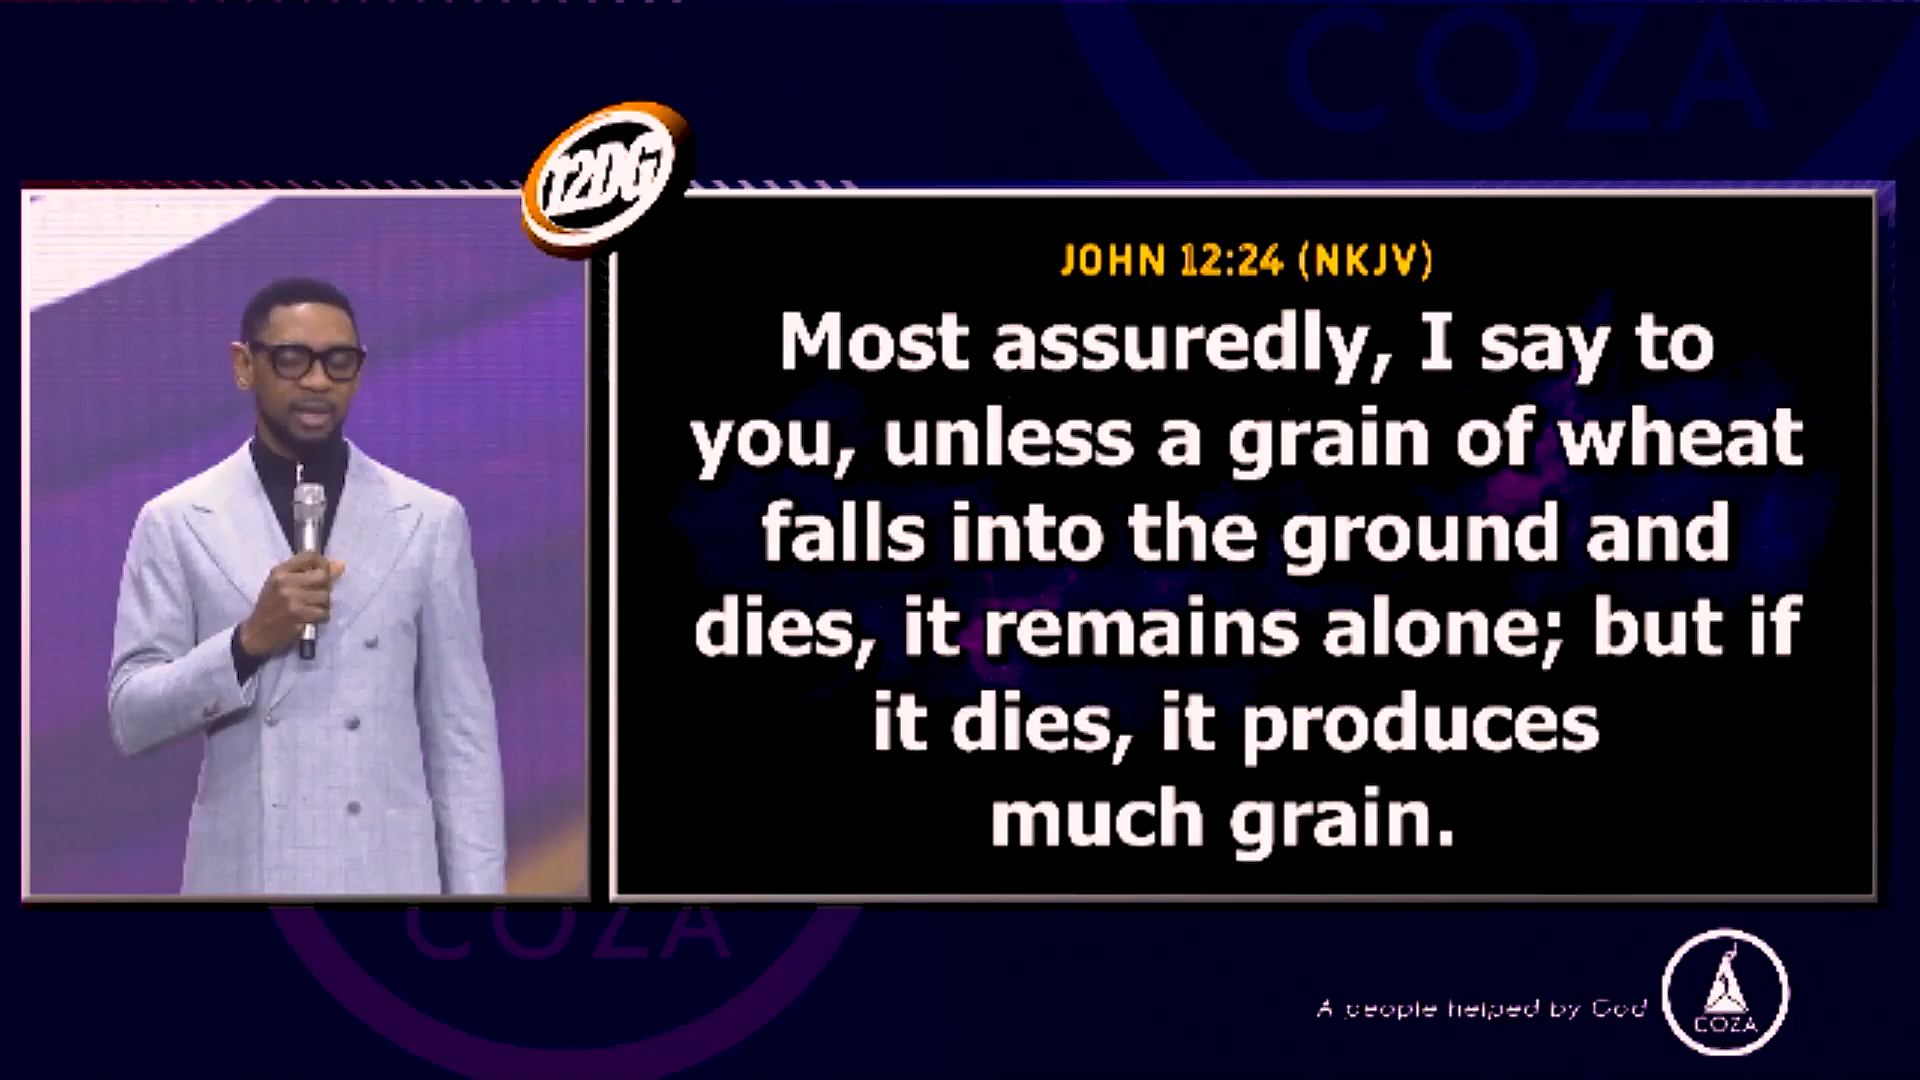 COZA
12DG
JOHN 12:24 (NKJV)
Most assuredly, I say to
you, unless a grain of wheat
falls into the ground and
dies, it remains alone; but if
it dies, it produces
much grain.
COZA
A people helped by God
COZA